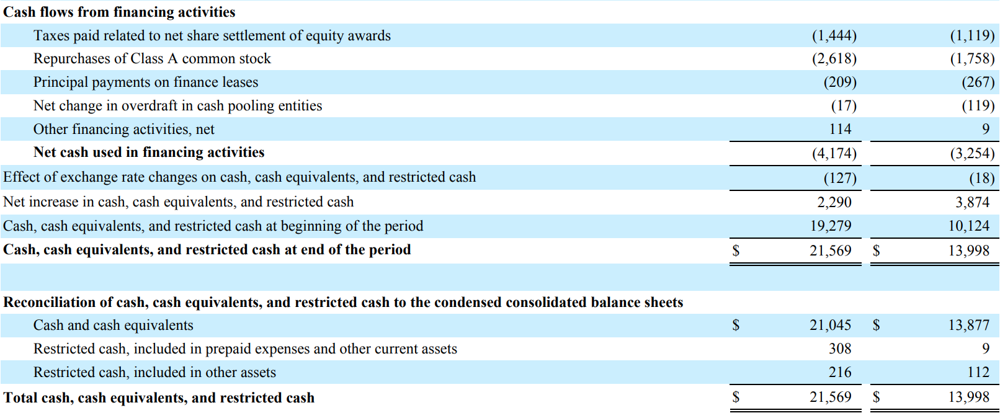 Cash flows from financing activities
Taxes paid related to net share settlement of equity awards (1,444) (1,119)
Repurchases of Class A common stock (2,618) (1,758)
Principal payments on finance leases (209) (267)
Net change in overdraft in cash pooling entities (17) (119)
Other financing activities, net 114 9
Net cash used in financing activities (4,174) (3,254)
Effect of exchange rate changes on cash, cash equivalents, and restricted cash (127) (18)
Net increase in cash, cash equivalents, and restricted cash 2,290 3,874
Cash, cash equivalents, and restricted cash at beginning of the period 19,279 10,124
Cash, cash equivalents, and restricted cash at end of the period $ 21,569 $ 13,998
Reconciliation of cash, cash equivalents, and restricted cash to the condensed consolidated balance sheets
Cash and cash equivalents $ 21,045 $ 13,877
Restricted cash, included in prepaid expenses and other current assets 308 9
Restricted cash, included in other assets 216 112
Total cash, cash equivalents, and restricted cash $ 21,569 $ 13,998